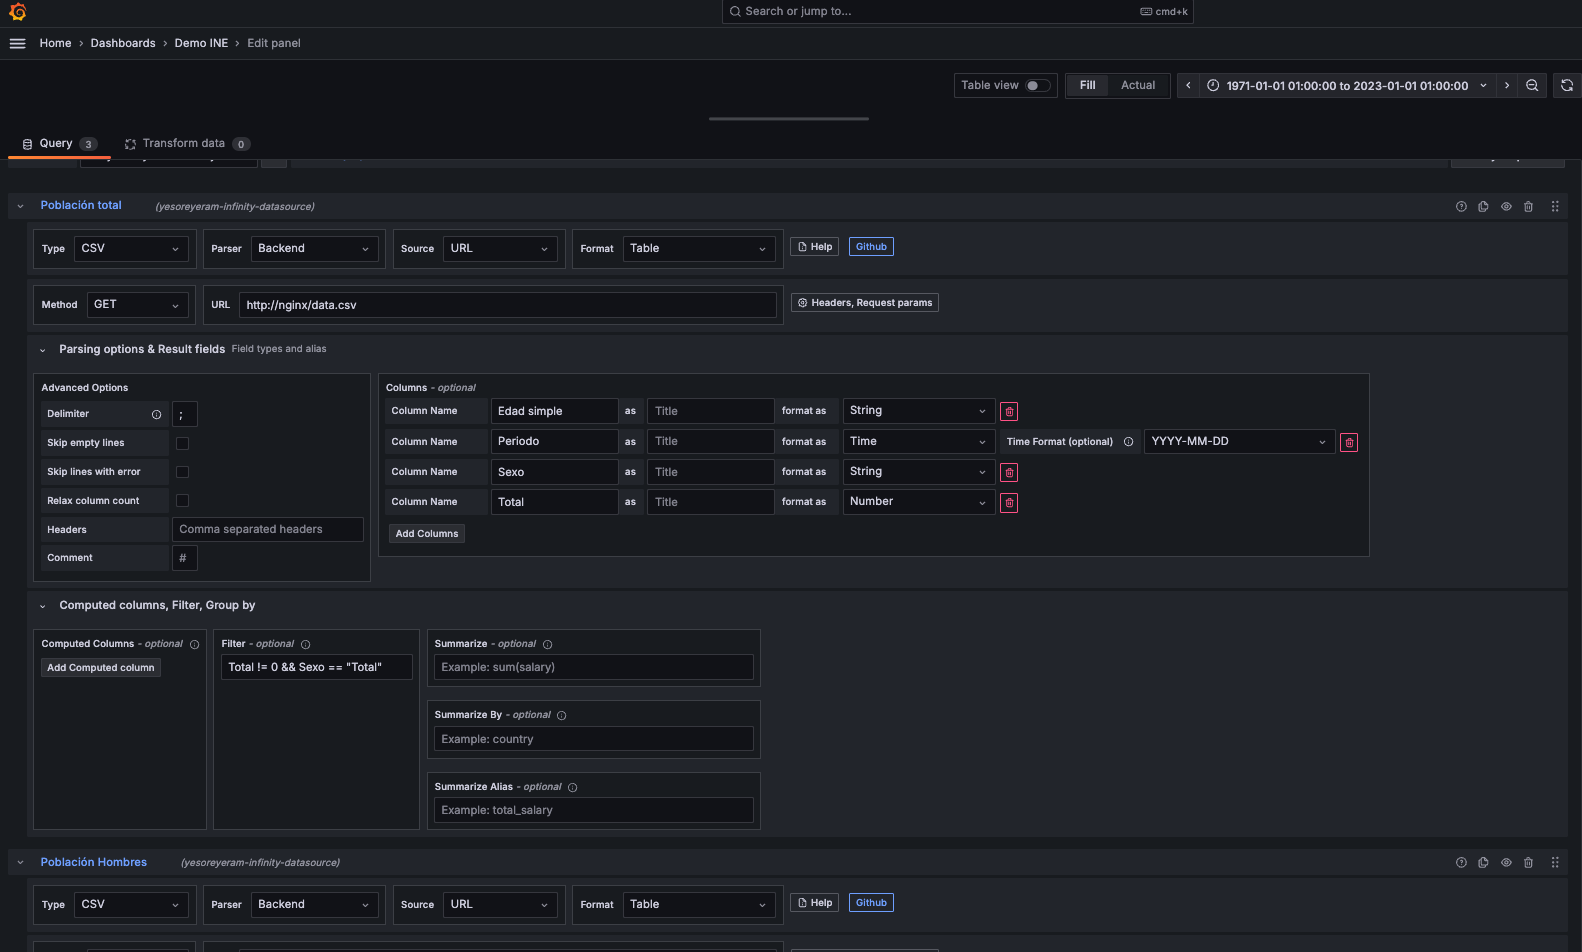 Search or jump to... cmd+k
Home › Dashboards › Demo INE › Edit panel
Table view Fill Actual 1971-01-01 01:00:00 to 2023-01-01 01:00:00
Query 3 Transform data 0
Población total (yesoreyeram-infinity-datasource)
Type CSV Parser Backend Source URL Format Table Help Github
Method GET URL http://nginx/data.csv Headers, Request params
Parsing options & Result fields Field types and alias
Advanced Options
Delimiter ;
Skip empty lines
Skip lines with error
Relax column count
Headers Comma separated headers
Comment #
Columns - optional
Column Name Edad simple as Title format as String
Column Name Periodo as Title format as Time Time Format (optional) YYYY-MM-DD
Column Name Sexo as Title format as String
Column Name Total as Title format as Number
Add Columns
Computed columns, Filter, Group by
Computed Columns - optional
Add Computed column
Filter - optional
Total != 0 && Sexo == "Total"
Summarize - optional
Example: sum(salary)
Summarize By - optional
Example: country
Summarize Alias - optional
Example: total_salary
Población Hombres (yesoreyeram-infinity-datasource)
Type CSV Parser Backend Source URL Format Table Help Github